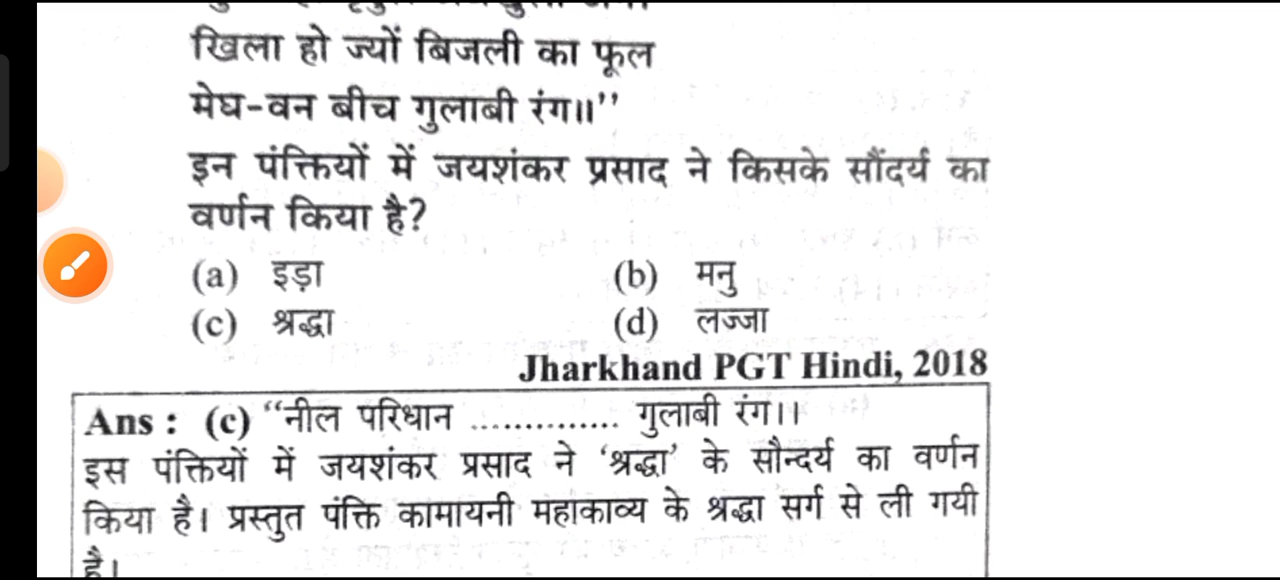 खिला हो ज्यों बिजली का फूल
मेघ-वन बीच गुलाबी रंग॥”
इन पंक्तियों में जयशंकर प्रसाद ने किसके सौंदर्य का
वर्णन किया है?
(a) इड़ा (b) मनु
(c) श्रद्धा (d) लज्जा
Jharkhand PGT Hindi, 2018
Ans : (c) “नील परिधान .............. गुलाबी रंग।।
इस पंक्तियों में जयशंकर प्रसाद ने ‘श्रद्धा’ के सौन्दर्य का वर्णन
किया है। प्रस्तुत पंक्ति कामायनी महाकाव्य के श्रद्धा सर्ग से ली गयी
है।